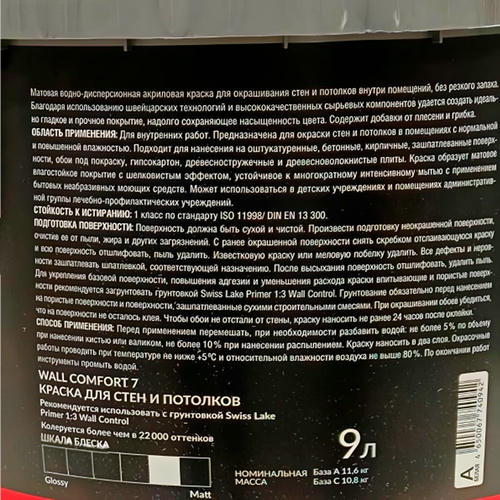 Матовая водно-дисперсионная акриловая краска для окрашивания стен и потолков внутри помещений, без резкого запаха.
Благодаря использованию швейцарских технологий и высококачественных сырьевых компонентов удается создать идеаль-
но гладкое и прочное покрытие, надолго сохраняющее насыщенность цвета. Содержит добавки от плесени и грибка.
ОБЛАСТЬ ПРИМЕНЕНИЯ: Для внутренних работ. Предназначена для окраски стен и потолков в помещениях с нормальной
и повышенной влажностью. Подходит для нанесения на оштукатуренные, бетонные, кирпичные, зашпатлеванные поверх-
ности, обои под покраску, гипсокартон, древесностружечные и древесноволокнистые плиты. Краска образует матовое
влагостойкое покрытие с шелковистым эффектом, устойчивое к многократному интенсивному мытью с применением
бытовых неабразивных моющих средств. Может использоваться в детских учреждениях и помещениях административ-
ной группы лечебно-профилактических учреждений.
СТОЙКОСТЬ К ИСТИРАНИЮ: 1 класс по стандарту ISO 11998/ DIN EN 13 300.
ПОДГОТОВКА ПОВЕРХНОСТИ: Поверхность должна быть сухой и чистой. Произвести подготовку неокрашенной поверхности,
очистив ее от пыли, жира и других загрязнений. С ранее окрашенной поверхности снять скребком отслаивающуюся краску
и всю поверхность отшлифовать, пыль удалить. Известковую краску или меловую побелку удалить. Все дефекты и неров-
ности зашпатлевать шпатлевкой, соответствующей назначению. После высыхания поверхность отшлифовать, удалить пыль.
Для укрепления базовой поверхности, повышения адгезии и уменьшения расхода краски впитывающие и пористые поверх-
ности рекомендуется загрунтовать грунтовкой Swiss Lake Primer 1:3 Wall Control. Грунтование обязательно перед нанесением
на пористые поверхности и поверхности, зашпатлеванные сухими строительными смесями. При окрашивании обоев убедиться,
что на поверхности не осталось клея. Чтобы обои не отстали от стены, краску наносить не ранее 24 часов после оклейки.
СПОСОБ ПРИМЕНЕНИЯ: Перед применением перемешать, при необходимости разбавить водой: не более 5% по объему
при нанесении кистью или валиком, не более 10% при нанесении распылением. Краску наносить в два слоя. Окрасочные
работы проводить при температуре не ниже +5°C и относительной влажности воздуха не выше 80%. По окончании работ
инструменты промыть водой.
WALL COMFORT 7
КРАСКА ДЛЯ СТЕН И ПОТОЛКОВ
Рекомендуется использовать с грунтовкой Swiss Lake
Primer 1:3 Wall Control
Колеруется более чем в 22 000 оттенков
ШКАЛА БЛЕСКА
Glossy
Matt
9л
НОМИНАЛЬНАЯ
МАССА
База А 11,6 кг
База С 10,8 кг
А
БЕЛАЯ
4 650067 740942